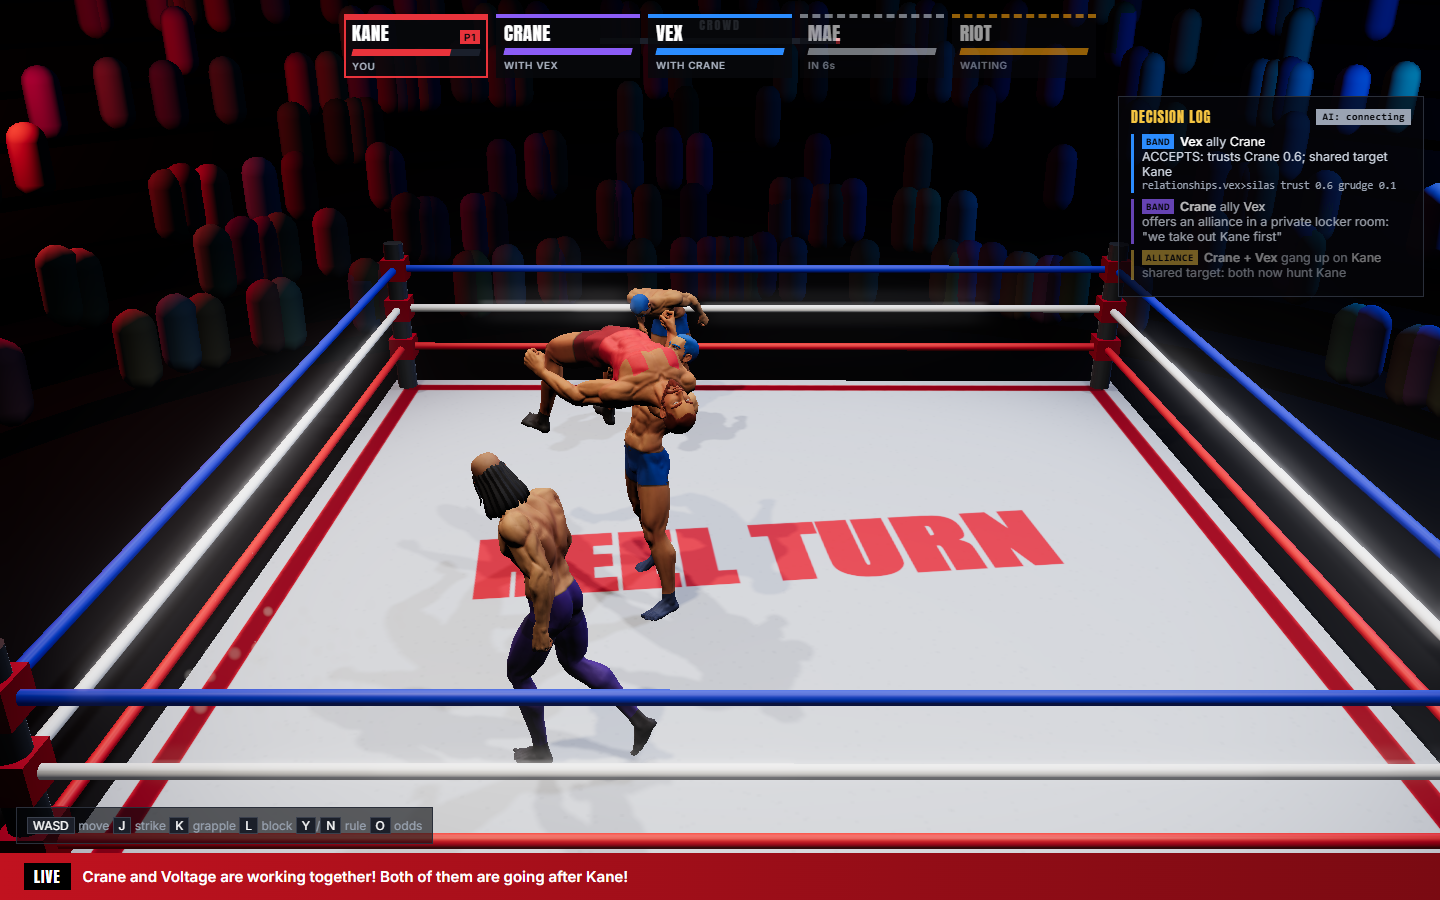 KANE P1
YOU
CRANE
WITH VEX
VEX
WITH CRANE
CROWD
MAE
IN 6s
RIOT
WAITING
DECISION LOG AI: connecting
BAND Vex ally Crane
ACCEPTS: trusts Crane 0.6; shared target
Kane
relationships.vex>silas trust 0.6 grudge 0.1
BAND Crane ally Vex
offers an alliance in a private locker room:
"we take out Kane first"
ALLIANCE Crane + Vex gang up on Kane
shared target: both now hunt Kane
HEEL TURN
WASD move J strike K grapple L block Y / N rule O odds
LIVE Crane and Voltage are working together! Both of them are going after Kane!